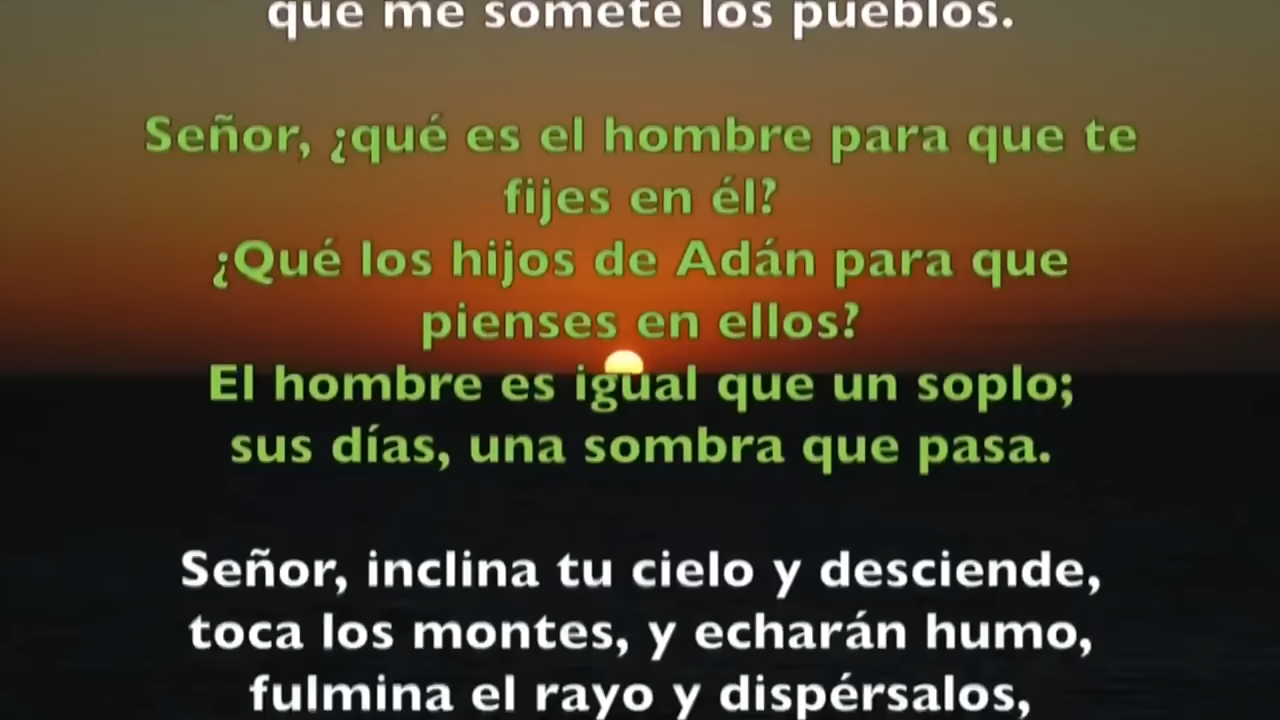 que me somete los pueblos.
Señor, ¿qué es el hombre para que te
fijes en él?
¿Qué los hijos de Adán para que
pienses en ellos?
El hombre es igual que un soplo;
sus días, una sombra que pasa.
Señor, inclina tu cielo y desciende,
toca los montes, y echarán humo,
fulmina el rayo y dispérsalos,